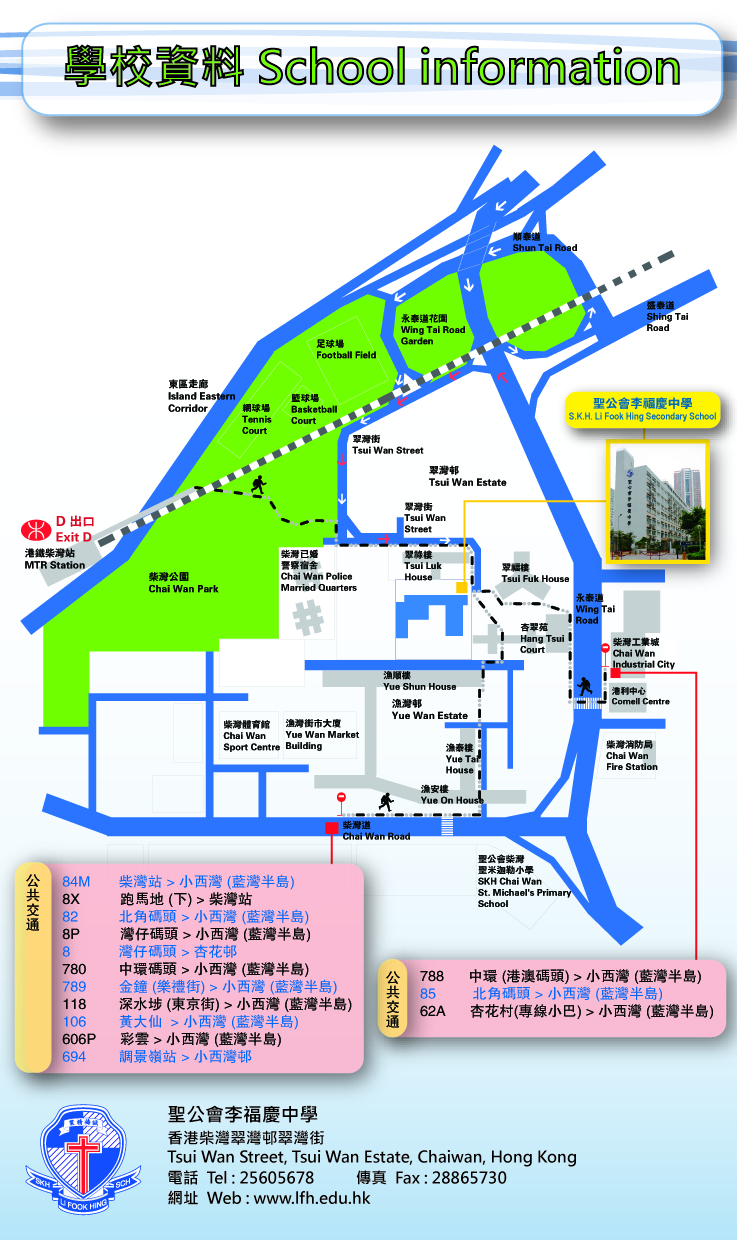 學校資料 School information
順泰道
Shun Tai Road
盛泰道
Shing Tai
Road
永泰道花園
Wing Tai Road
Garden
足球場
Football Field
東區走廊
Island Eastern
Corridor
籃球場
Basketball
Court
網球場
Tennis
Court
聖公會李福慶中學
S.K.H. Li Fook Hing Secondary School
翠灣街
Tsui Wan Street
翠灣邨
Tsui Wan Estate
翠灣街
Tsui Wan
Street
D 出口
Exit D
港鐵柴灣站
MTR Station
柴灣公園
Chai Wan Park
柴灣已婚
警察宿舍
Chai Wan Police
Married Quarters
翠祿樓
Tsui Luk
House
翠福樓
Tsui Fuk House
永泰道
Wing Tai
Road
杏翠苑
Hang Tsui
Court
柴灣工業城
Chai Wan
Industrial City
港利中心
Cornell Centre
漁順樓
Yue Shun House
漁灣邨
Yue Wan Estate
柴灣體育館
Chai Wan
Sport Centre
漁灣街市大廈
Yue Wan Market
Building
漁泰樓
Yue Tai
House
柴灣消防局
Chai Wan
Fire Station
漁安樓
Yue On House
柴灣道
Chai Wan Road
聖公會柴灣
聖米迦勒小學
SKH Chai Wan
St. Michael's Primary
School
公共交通
84M 柴灣站 > 小西灣 (藍灣半島)
8X 跑馬地 (下) > 柴灣站
82 北角碼頭 > 小西灣 (藍灣半島)
8P 灣仔碼頭 > 小西灣 (藍灣半島)
8 灣仔碼頭 > 杏花邨
780 中環碼頭 > 小西灣 (藍灣半島)
789 金鐘 (樂禮街) > 小西灣 (藍灣半島)
118 深水埗 (東京街) > 小西灣 (藍灣半島)
106 黃大仙 > 小西灣 (藍灣半島)
606P 彩雲 > 小西灣 (藍灣半島)
694 調景嶺站 > 小西灣邨
公共交通
788 中環 (港澳碼頭) > 小西灣 (藍灣半島)
85 北角碼頭 > 小西灣 (藍灣半島)
62A 杏花村(專線小巴) > 小西灣 (藍灣半島)
SKH LI FOOK HING SCH
聖公會李福慶中學
香港柴灣翠灣邨翠灣街
Tsui Wan Street, Tsui Wan Estate, Chaiwan, Hong Kong
電話 Tel : 25605678 傳真 Fax : 28865730
網址 Web : www.lfh.edu.hk